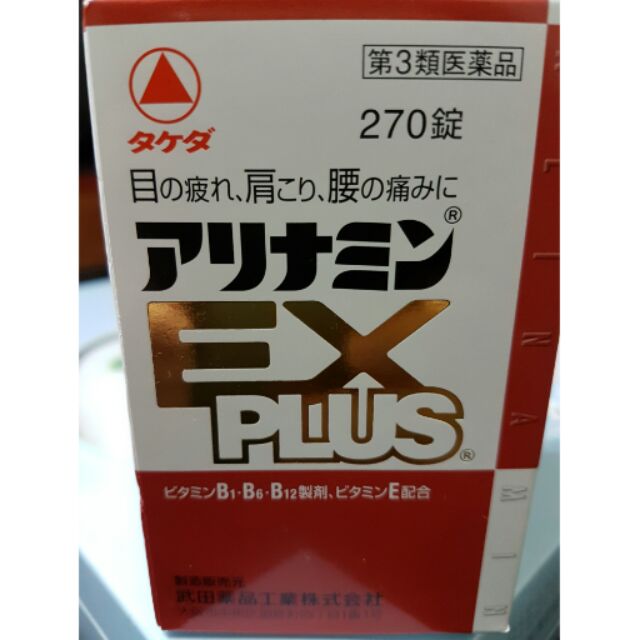 第3類医薬品
270錠
タケダ
目の疲れ、肩こり、腰の痛みに
アリナミン®
EX
PLUS®
ビタミンB1・B6・B12製剤、ビタミンE配合
製造販売元
武田薬品工業株式会社